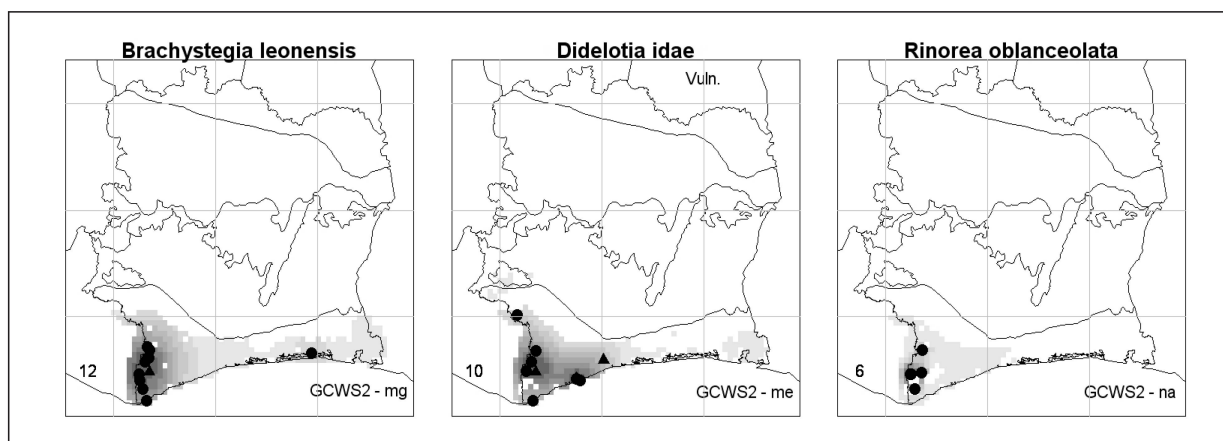 Brachystegia leonensis
12
GCWS2 - mg
Didelotia idae
Vuln.
10
GCWS2 - me
Rinorea oblanceolata
6
GCWS2 - na